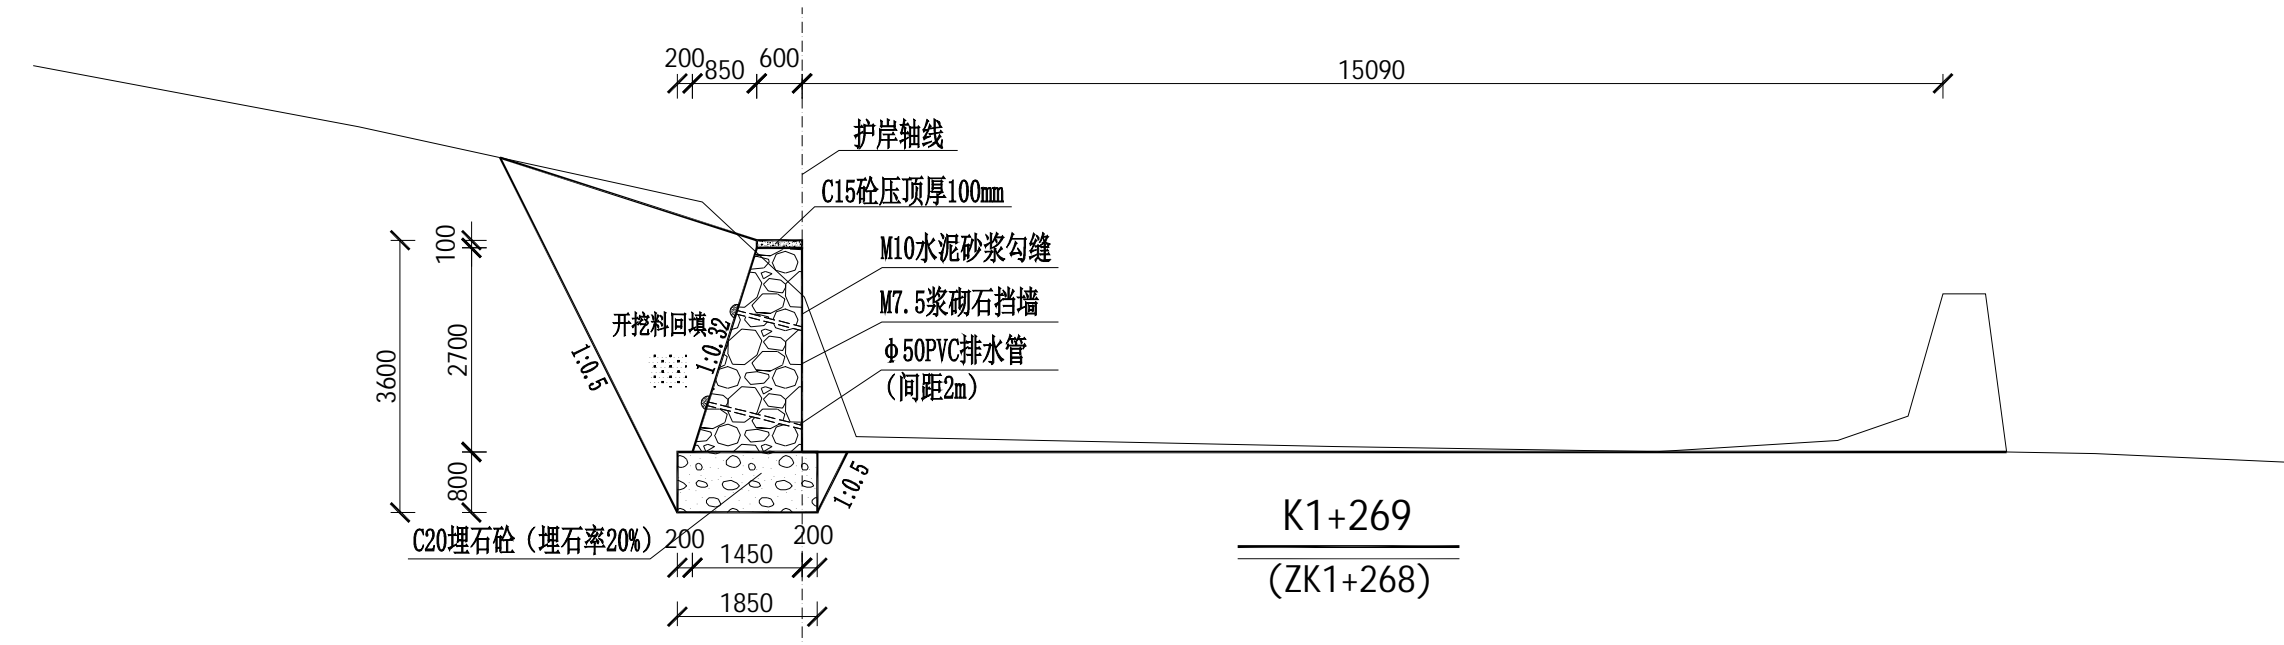 200
850
600
15090
护岸轴线
C15砼压顶厚100mm
M10水泥砂浆勾缝
M7.5浆砌石挡墙
φ50PVC排水管
(间距2m)
100
2700
3600
800
开挖料回填
1:0.32
1:0.5
1:0.5
C20埋石砼（埋石率20%）
200
1450
200
1850
K1+269
(ZK1+268)